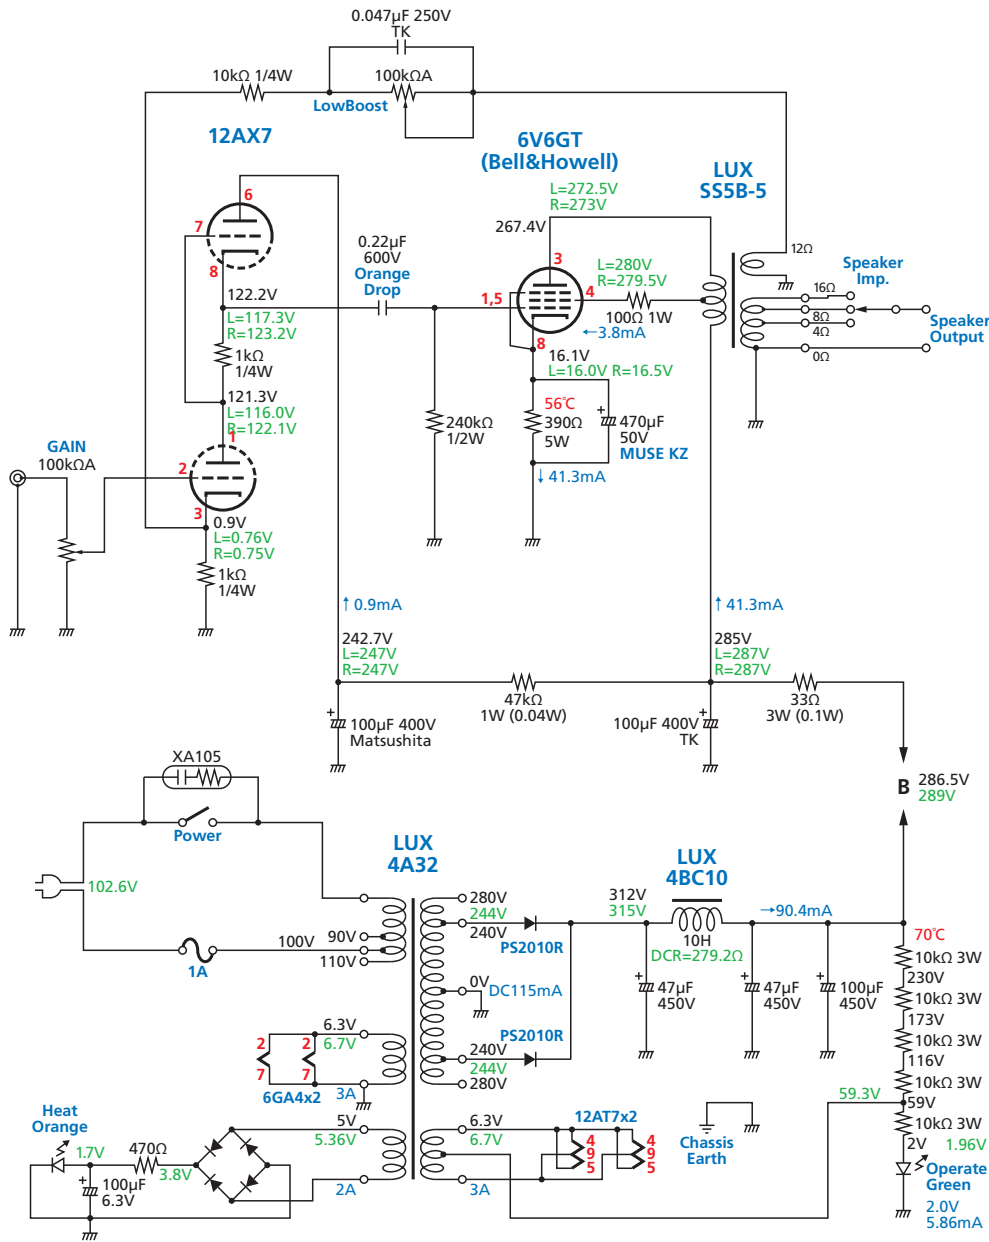 0.047µF 250V
TK
10kΩ 1/4W
100kΩA
LowBoost
12AX7
6V6GT
(Bell&Howell)
LUX
SS5B-5
L=272.5V
R=273V
267.4V
6
7
8
3
4
1,5
8
0.22µF
600V
Orange
Drop
L=280V
R=279.5V
100Ω 1W
←3.8mA
12Ω
16Ω
8Ω
4Ω
0Ω
Speaker
Imp.
Speaker
Output
122.2V
L=117.3V
R=123.2V
1kΩ
1/4W
121.3V
L=116.0V
R=122.1V
1
16.1V
L=16.0V R=16.5V
56℃
390Ω
5W
470µF
50V
MUSE KZ
↓ 41.3mA
240kΩ
1/2W
GAIN
100kΩA
2
3
0.9V
L=0.76V
R=0.75V
1kΩ
1/4W
↑ 0.9mA
↑ 41.3mA
242.7V
L=247V
R=247V
285V
L=287V
R=287V
47kΩ
1W (0.04W)
33Ω
3W (0.1W)
+
100µF 400V
Matsushita
+
100µF 400V
TK
+
B
286.5V
289V
XA105
Power
102.6V
1A
LUX
4A32
LUX
4BC10
100V
90V
110V
280V
244V
240V
PS2010R
0V
DC115mA
PS2010R
240V
244V
280V
312V
315V
→90.4mA
10H
DCR=279.2Ω
+
47µF
450V
+
47µF
450V
+
100µF
450V
70℃
10kΩ 3W
230V
10kΩ 3W
173V
10kΩ 3W
116V
10kΩ 3W
59.3V
59V
10kΩ 3W
2V
1.96V
Operate
Green
2.0V
5.86mA
6.3V
6.7V
2
7
2
7
6GA4x2
3A
Heat
Orange
1.7V
470Ω
3.8V
+
100µF
6.3V
5V
5.36V
2A
6.3V
6.7V
3A
12AT7x2
4
9
5
4
9
5
Chassis
Earth